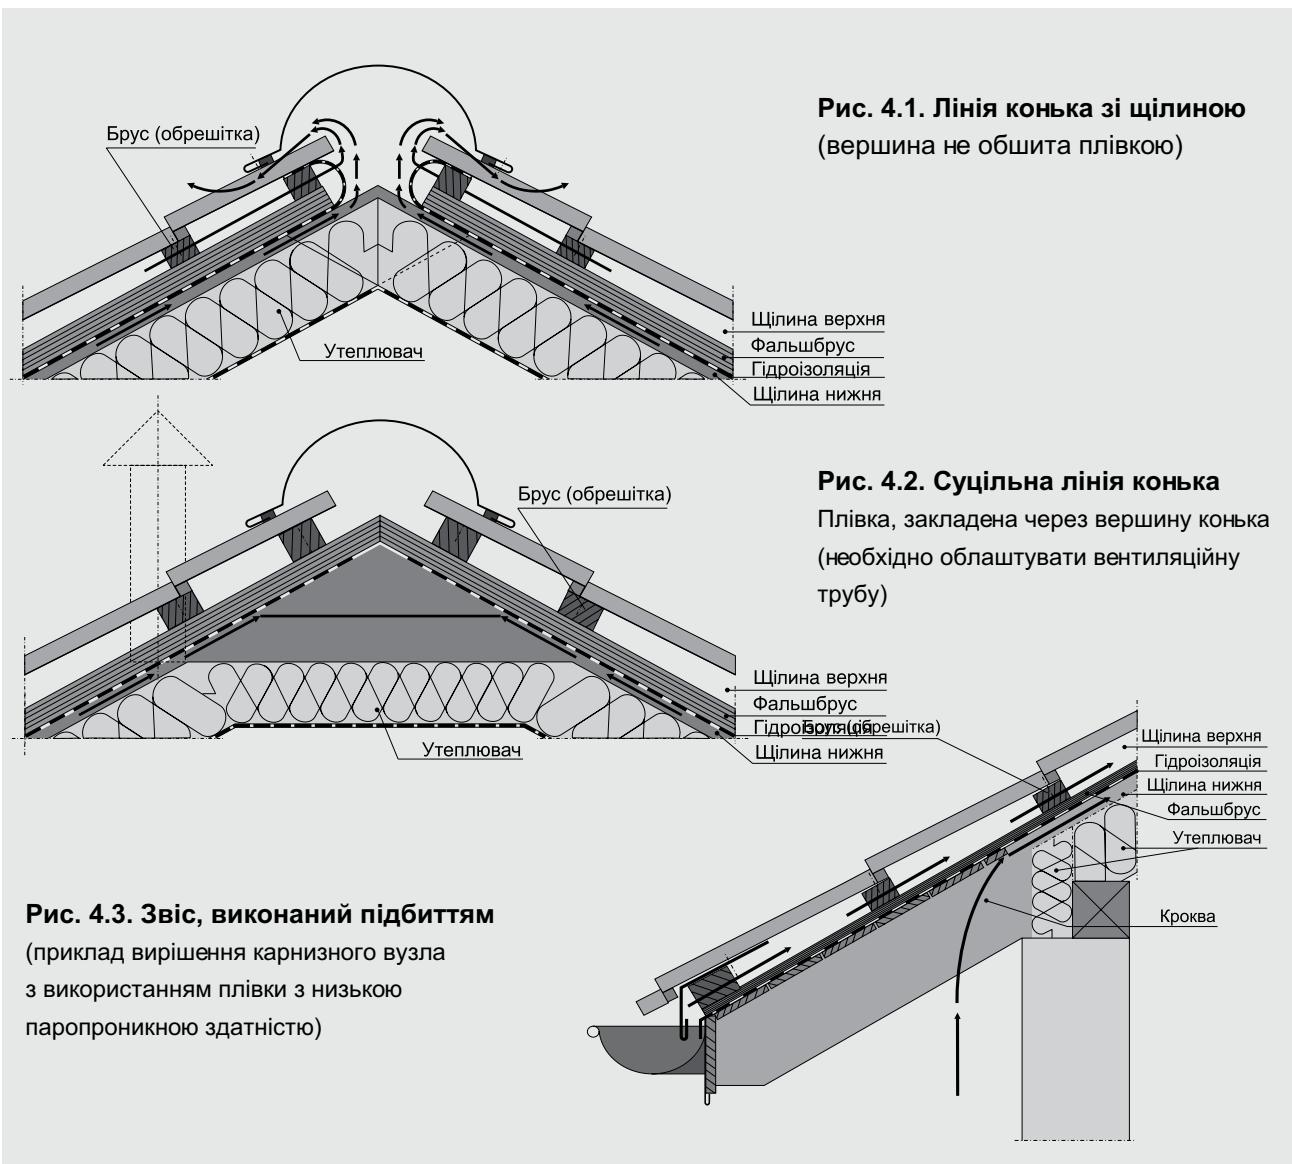 Рис. 4.1. Лінія конька зі щілиною
(вершина не обшита плівкою)
Брус (обрешітка)
Утеплювач
Щілина верхня
Фальшбрус
Гідроізоляція
Щілина нижня
Рис. 4.2. Суцільна лінія конька
Плівка, закладена через вершину конька
(необхідно облаштувати вентиляційну
трубу)
Брус (обрешітка)
Утеплювач
Щілина верхня
Фальшбрус
Гідроізоляція
Щілина нижня
Брус (обрешітка)
Щілина верхня
Гідроізоляція
Щілина нижня
Фальшбрус
Утеплювач
Кроква
Рис. 4.3. Звіс, виконаний підбиттям
(приклад вирішення карнизного вузла
з використанням плівки з низькою
паропроникною здатністю)